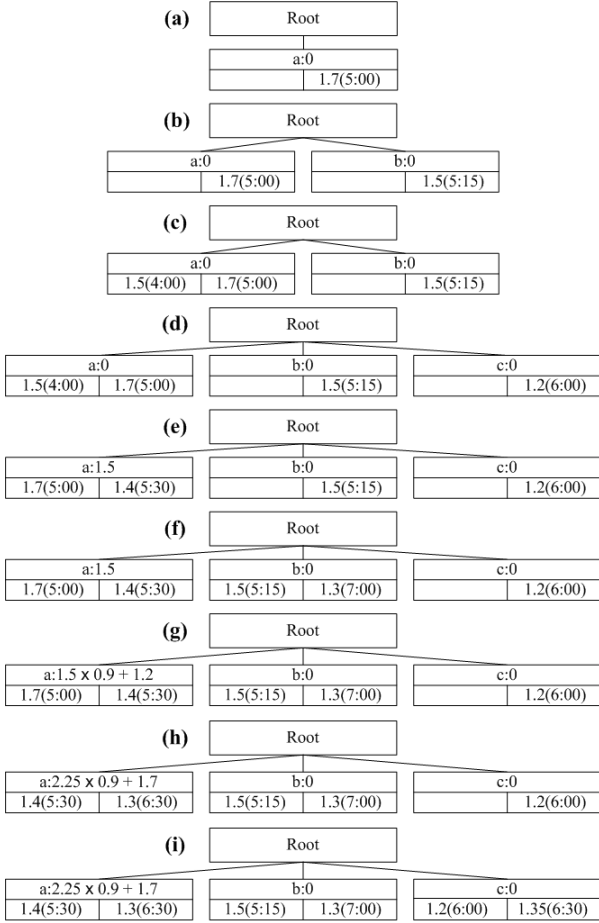 (a) Root
a:0
1.7(5:00)
(b) Root
a:0 b:0
1.7(5:00) 1.5(5:15)
(c) Root
a:0 b:0
1.5(4:00) 1.7(5:00) 1.5(5:15)
(d) Root
a:0 b:0 c:0
1.5(4:00) 1.7(5:00) 1.5(5:15) 1.2(6:00)
(e) Root
a:1.5 b:0 c:0
1.7(5:00) 1.4(5:30) 1.5(5:15) 1.2(6:00)
(f) Root
a:1.5 b:0 c:0
1.7(5:00) 1.4(5:30) 1.5(5:15) 1.3(7:00) 1.2(6:00)
(g) Root
a:1.5 x 0.9 + 1.2 b:0 c:0
1.7(5:00) 1.4(5:30) 1.5(5:15) 1.3(7:00) 1.2(6:00)
(h) Root
a:2.25 x 0.9 + 1.7 b:0 c:0
1.4(5:30) 1.3(6:30) 1.5(5:15) 1.3(7:00) 1.2(6:00)
(i) Root
a:2.25 x 0.9 + 1.7 b:0 c:0
1.4(5:30) 1.3(6:30) 1.5(5:15) 1.3(7:00) 1.2(6:00) 1.35(6:30)